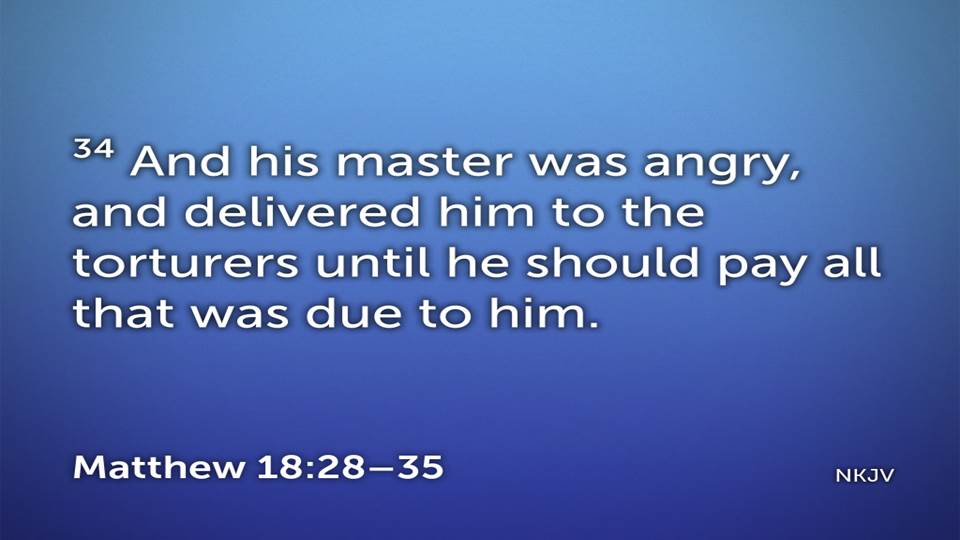 ³⁴ And his master was angry,
and delivered him to the
torturers until he should pay all
that was due to him.
Matthew 18:28–35
NKJV